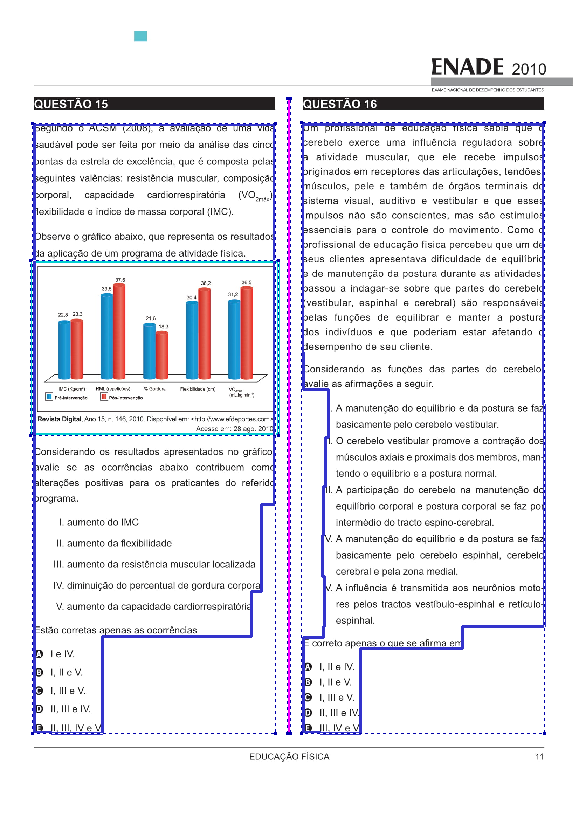 ENADE 2010
EXAME NACIONAL DE DESEMPENHO DOS ESTUDANTES
QUESTÃO 15
Segundo o ACSM (2006), a avaliação de uma vida
saudável pode ser feita por meio da análise das cinco
pontas da estrela de excelência, que é composta pelas
seguintes valências: resistência muscular, composição
corporal, capacidade cardiorrespiratória (VO2máx),
flexibilidade e índice de massa corporal (IMC).
Observe o gráfico abaixo, que representa os resultados
da aplicação de um programa de atividade física.
37,5
33,5
38,2
38,5
30,4
31,2
22,8 23,3
21,6
18,3
IMC (Kg/cm²) RML (repetições) % Gordura Flexibilidade (cm) VO2máx
(mL.kg.min-1)
Pré-Intervenção Pós-Intervenção
Revista Digital, Ano 15, n. 146, 2010. Disponível em: <http://www.efdeportes.com>
Acesso em: 28 ago. 2010.
Considerando os resultados apresentados no gráfico,
avalie se as ocorrências abaixo contribuem como
alterações positivas para os praticantes do referido
programa.
I. aumento do IMC
II. aumento da flexibilidade
III. aumento da resistência muscular localizada
IV. diminuição do percentual de gordura corporal
V. aumento da capacidade cardiorrespiratória
Estão corretas apenas as ocorrências
A I e IV.
B I, II e V.
C I, III e V.
D II, III e IV.
E II, III, IV e V.
QUESTÃO 16
Um profissional de educação física sabia que o
cerebelo exerce uma influência reguladora sobre
a atividade muscular, que ele recebe impulsos
originados em receptores das articulações, tendões,
músculos, pele e também de órgãos terminais do
sistema visual, auditivo e vestibular e que esses
impulsos não são conscientes, mas são estímulos
essenciais para o controle do movimento. Como o
profissional de educação física percebeu que um de
seus clientes apresentava dificuldade de equilíbrio
e de manutenção da postura durante as atividades,
passou a indagar-se sobre que partes do cerebelo
(vestibular, espinhal e cerebral) são responsáveis
pelas funções de equilibrar e manter a postura
dos indivíduos e que poderiam estar afetando o
desempenho de seu cliente.
Considerando as funções das partes do cerebelo,
avalie as afirmações a seguir.
I. A manutenção do equilíbrio e da postura se faz
basicamente pelo cerebelo vestibular.
II. O cerebelo vestibular promove a contração dos
músculos axiais e proximais dos membros, man-
tendo o equilíbrio e a postura normal.
III. A participação do cerebelo na manutenção do
equilíbrio corporal e postura corporal se faz por
intermédio do tracto espino-cerebral.
IV. A manutenção do equilíbrio e da postura se faz
basicamente pelo cerebelo espinhal, cerebelo
cerebral e pela zona medial.
V. A influência é transmitida aos neurônios moto-
res pelos tractos vestíbulo-espinhal e retículo-
espinhal.
É correto apenas o que se afirma em
A I, II e IV.
B I, II e V.
C I, III e V.
D II, III e IV.
E III, IV e V.
EDUCAÇÃO FÍSICA
11